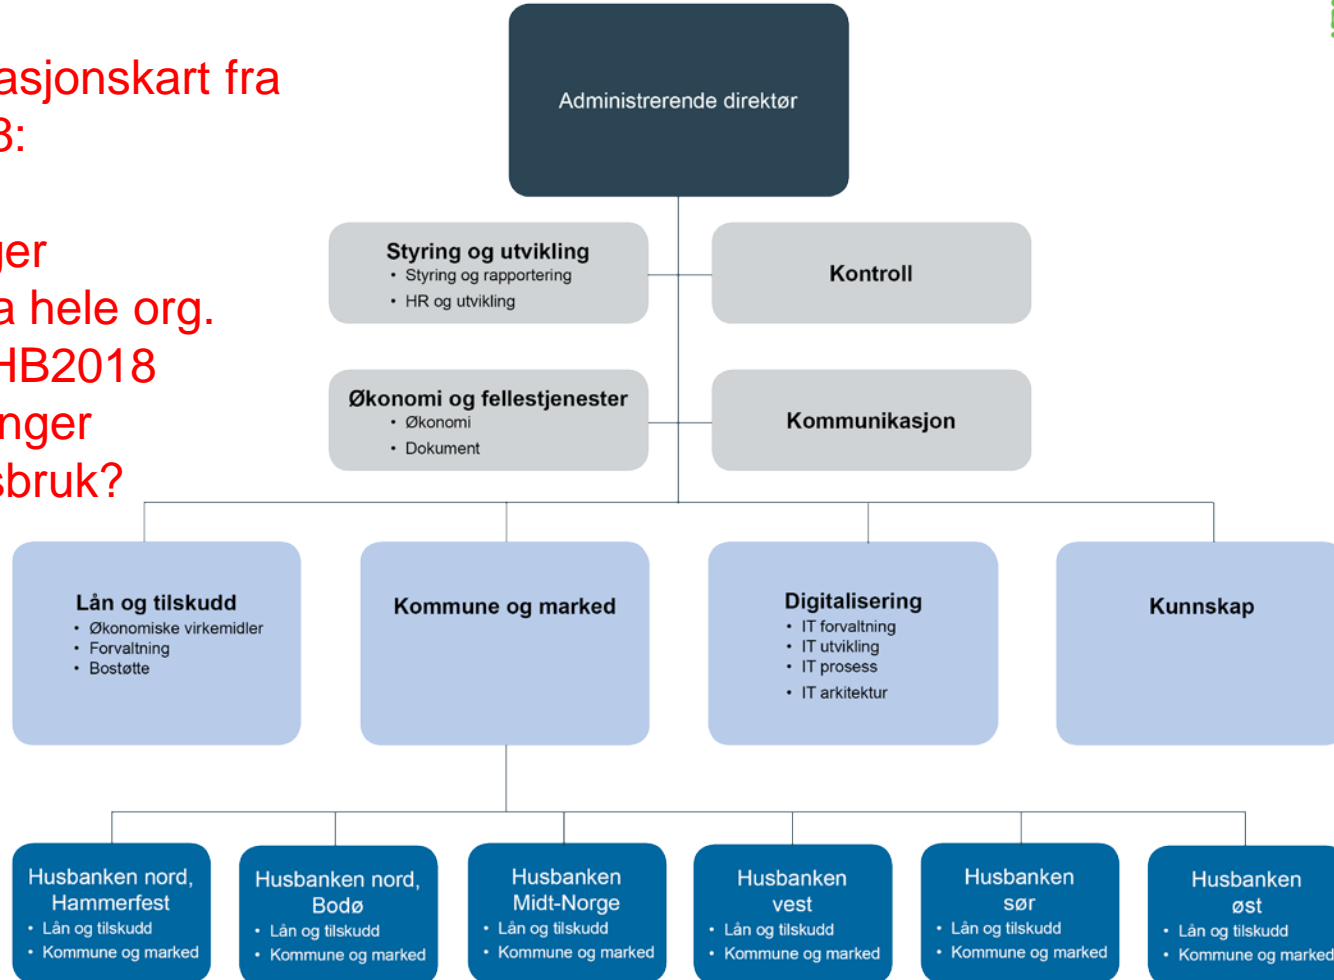 asjonskart fra
3:
ger
a hele org.
HB2018
nger
sbruk?
Administrerende direktør
Styring og utvikling
• Styring og rapportering
• HR og utvikling
Kontroll
Økonomi og fellestjenester
• Økonomi
• Dokument
Kommunikasjon
Lån og tilskudd
• Økonomiske virkemidler
• Forvaltning
• Bostøtte
Kommune og marked
Digitalisering
• IT forvaltning
• IT utvikling
• IT prosess
• IT arkitektur
Kunnskap
Husbanken nord,
Hammerfest
• Lån og tilskudd
• Kommune og marked
Husbanken nord,
Bodø
• Lån og tilskudd
• Kommune og marked
Husbanken
Midt-Norge
• Lån og tilskudd
• Kommune og marked
Husbanken
vest
• Lån og tilskudd
• Kommune og marked
Husbanken
sør
• Lån og tilskudd
• Kommune og marked
Husbanken
øst
• Lån og tilskudd
• Kommune og marked